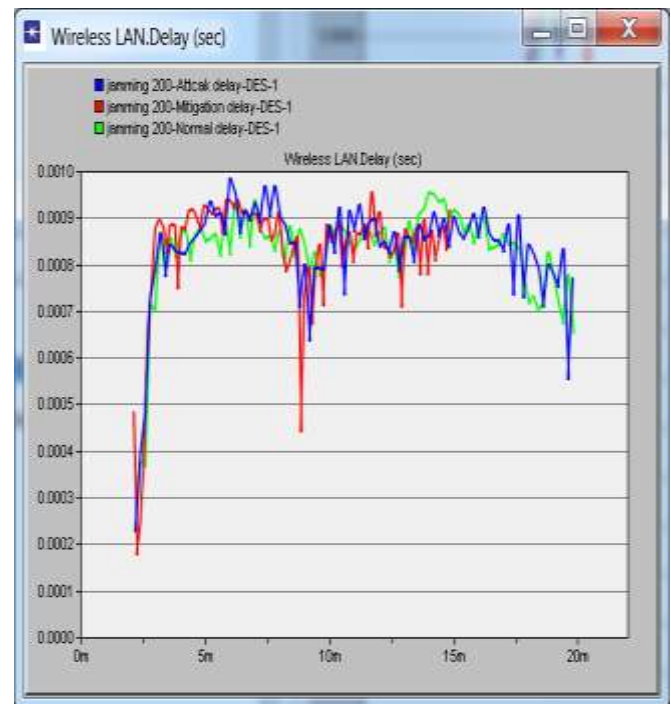 Wireless LAN.Delay (sec)
jamming 200-Attcak delay-DES-1
jamming 200-Mitigation delay-DES-1
jamming 200-Normal delay-DES-1
Wireless LAN.Delay (sec)
0.0010
0.0009
0.0008
0.0007
0.0006
0.0005
0.0004
0.0003
0.0002
0.0001
0.0000
0m 5m 10m 15m 20m